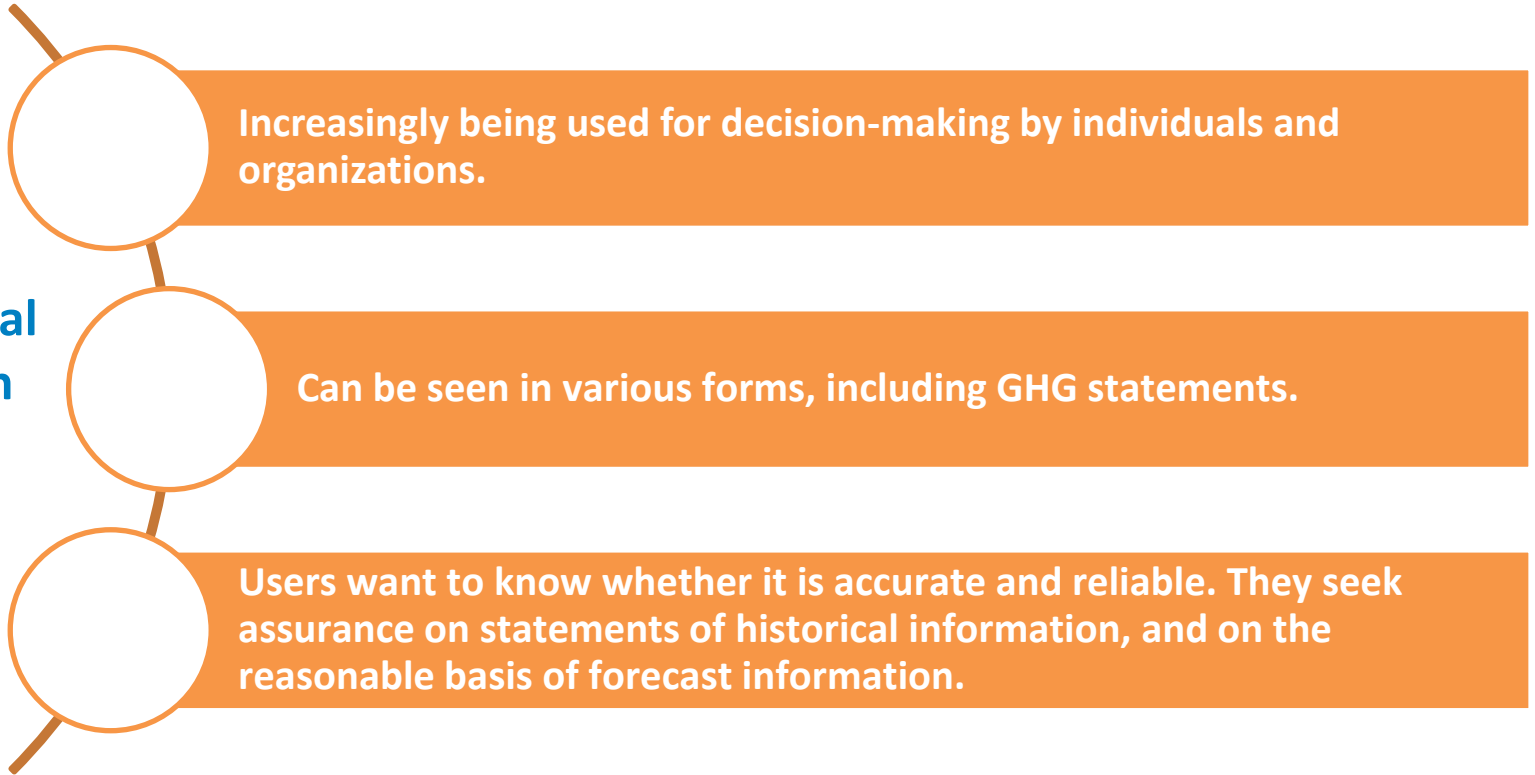 Increasingly being used for decision-making by individuals and
organizations.
al
n
Can be seen in various forms, including GHG statements.
Users want to know whether it is accurate and reliable. They seek
assurance on statements of historical information, and on the
reasonable basis of forecast information.